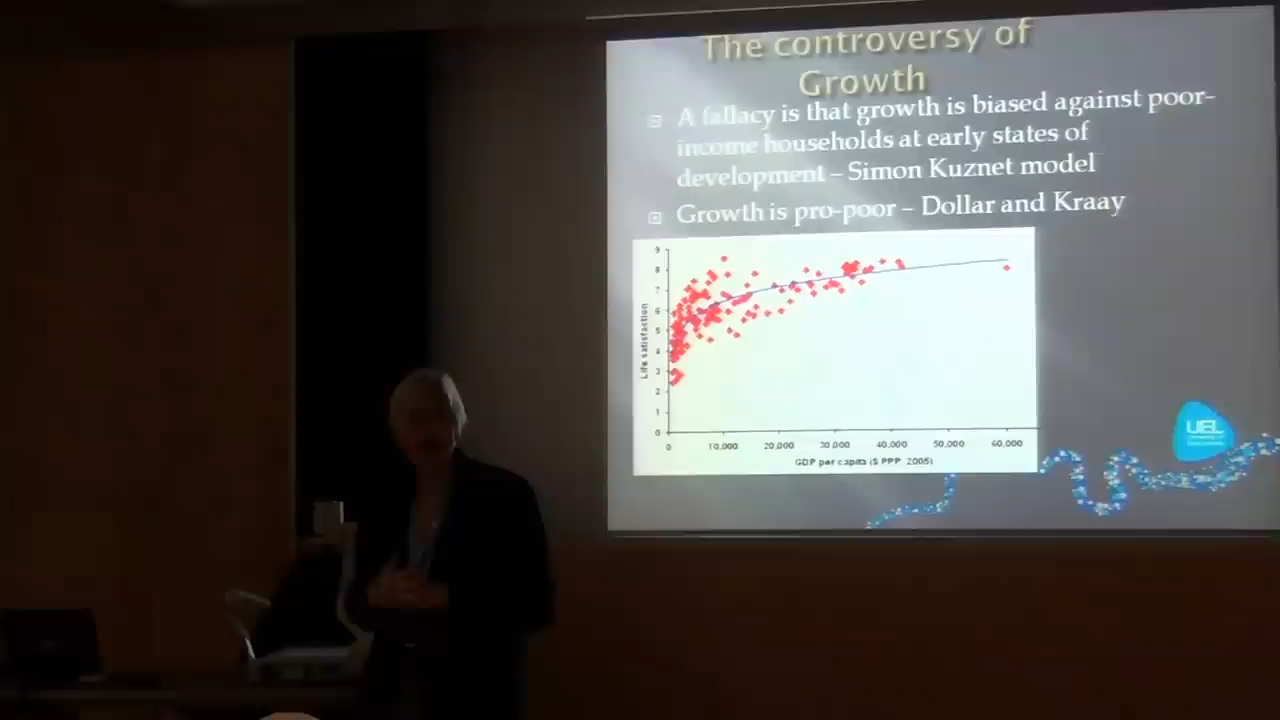 The controversy of
Growth
A fallacy is that growth is biased against poor-
income households at early states of
development – Simon Kuznet model
Growth is pro-poor – Dollar and Kraay
9
8
7
6
5
4
3
2
1
0
Life satisfaction
0 10,000 20,000 30,000 40,000 50,000 60,000
GDP per capita ($ PPP, 2005)
UEL